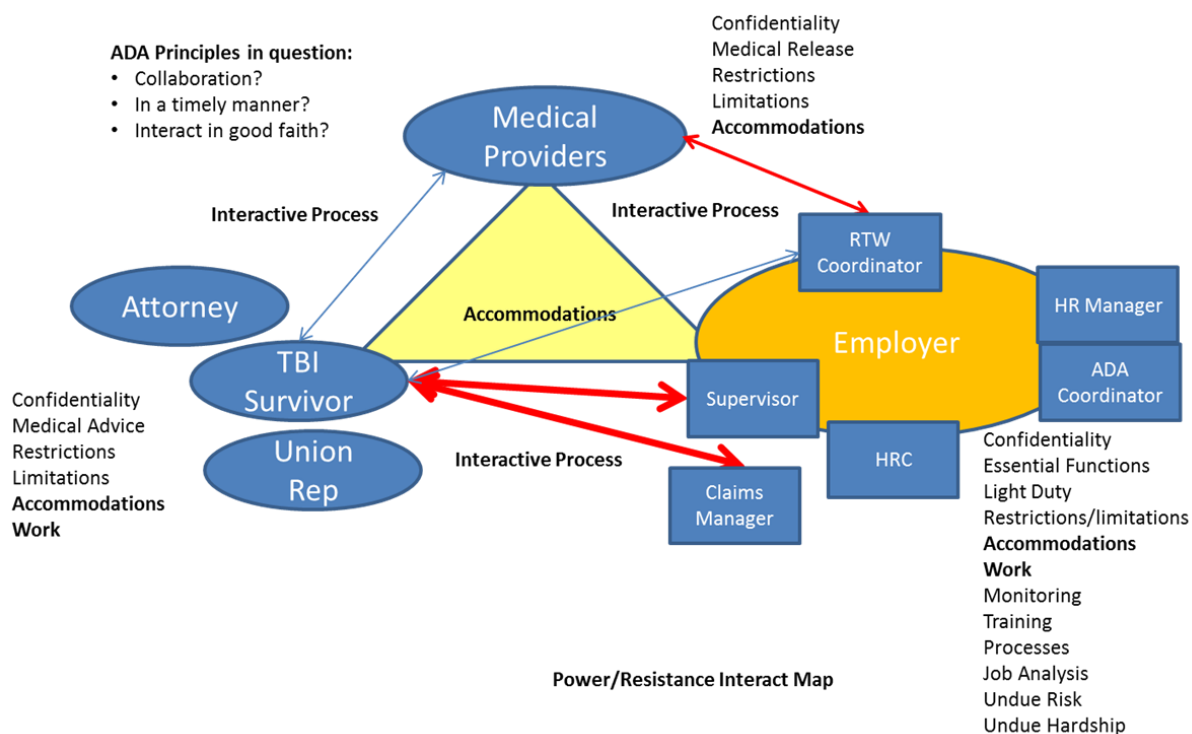 ADA Principles in question:
• Collaboration?
• In a timely manner?
• Interact in good faith?
Confidentiality
Medical Release
Restrictions
Limitations
Accommodations
Medical
Providers
Interactive Process
Interactive Process
RTW
Coordinator
Attorney
Accommodations
Employer
HR Manager
ADA
Coordinator
TBI
Survivor
Supervisor
Confidentiality
Medical Advice
Restrictions
Limitations
Accommodations
Work
Union
Rep
Interactive Process
Claims
Manager
HRC
Confidentiality
Essential Functions
Light Duty
Restrictions/limitations
Accommodations
Work
Monitoring
Training
Processes
Job Analysis
Undue Risk
Undue Hardship
Power/Resistance Interact Map